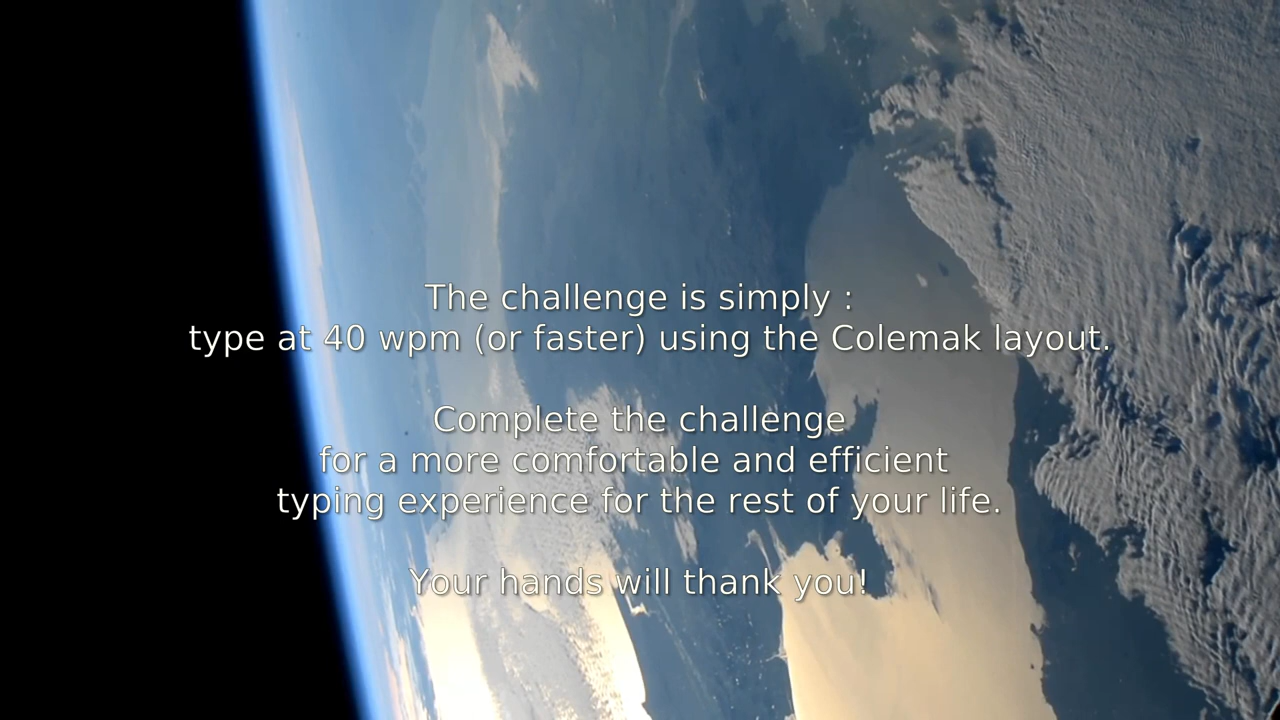 The challenge is simply :
type at 40 wpm (or faster) using the Colemak layout.
Complete the challenge
for a more comfortable and efficient
typing experience for the rest of your life.
Your hands will thank you!